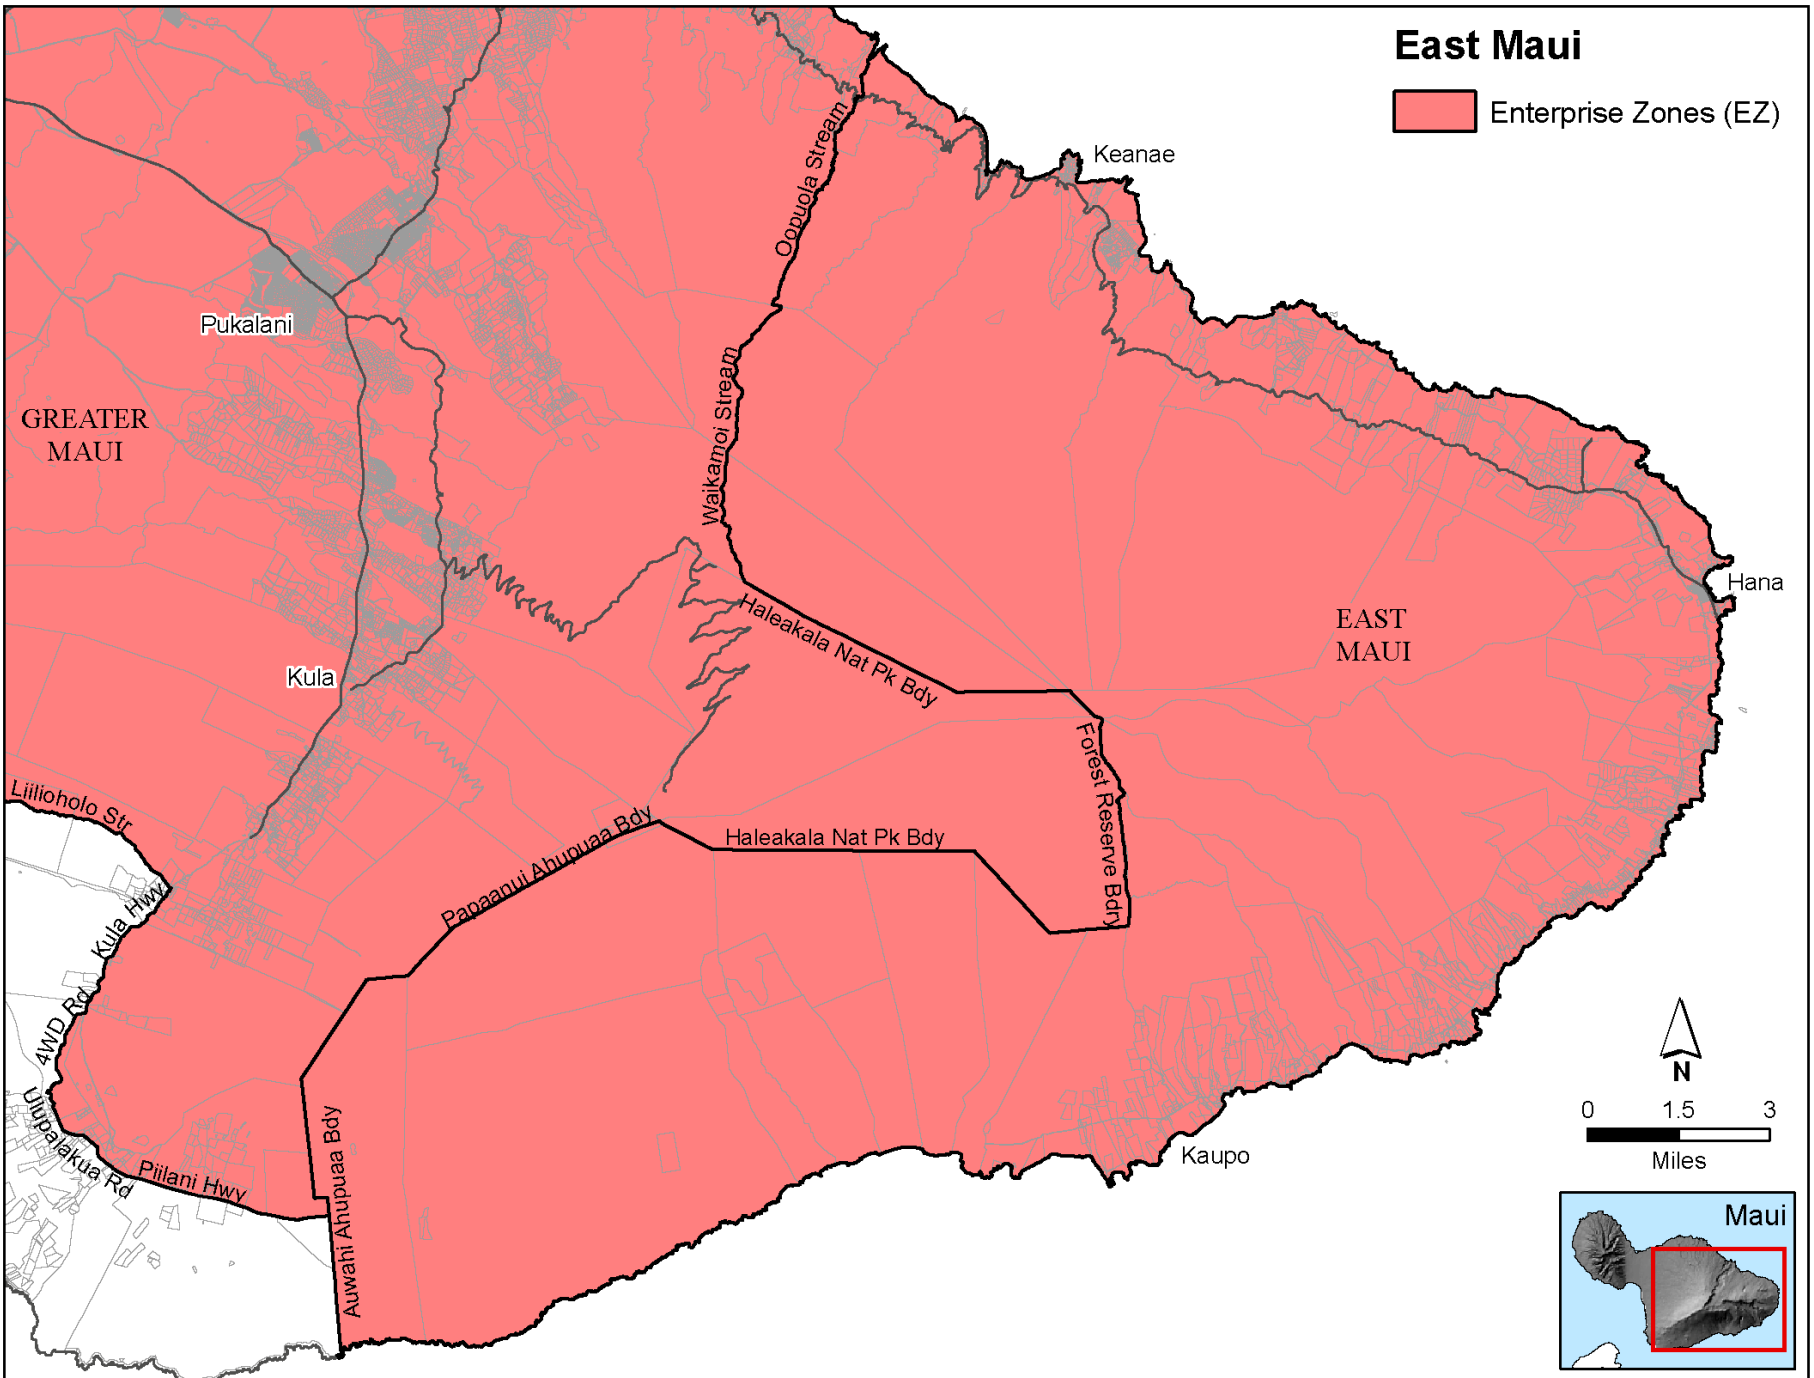 East Maui
Enterprise Zones (EZ)
Keanae
Oopuola Stream
Pukalani
Waikamoi Stream
GREATER
MAUI
Hana
Haleakala Nat Pk Bdy
EAST
MAUI
Kula
Forest Reserve Bdry
Liilioholo Str
Papaanui Ahupuaa Bdy
Haleakala Nat Pk Bdy
Kula Hwy
4WD Rd
Ulupalakua Rd
Piilani Hwy
Auwahi Ahupuaa Bdy
Kaupo
N
0 1.5 3
Miles
Maui